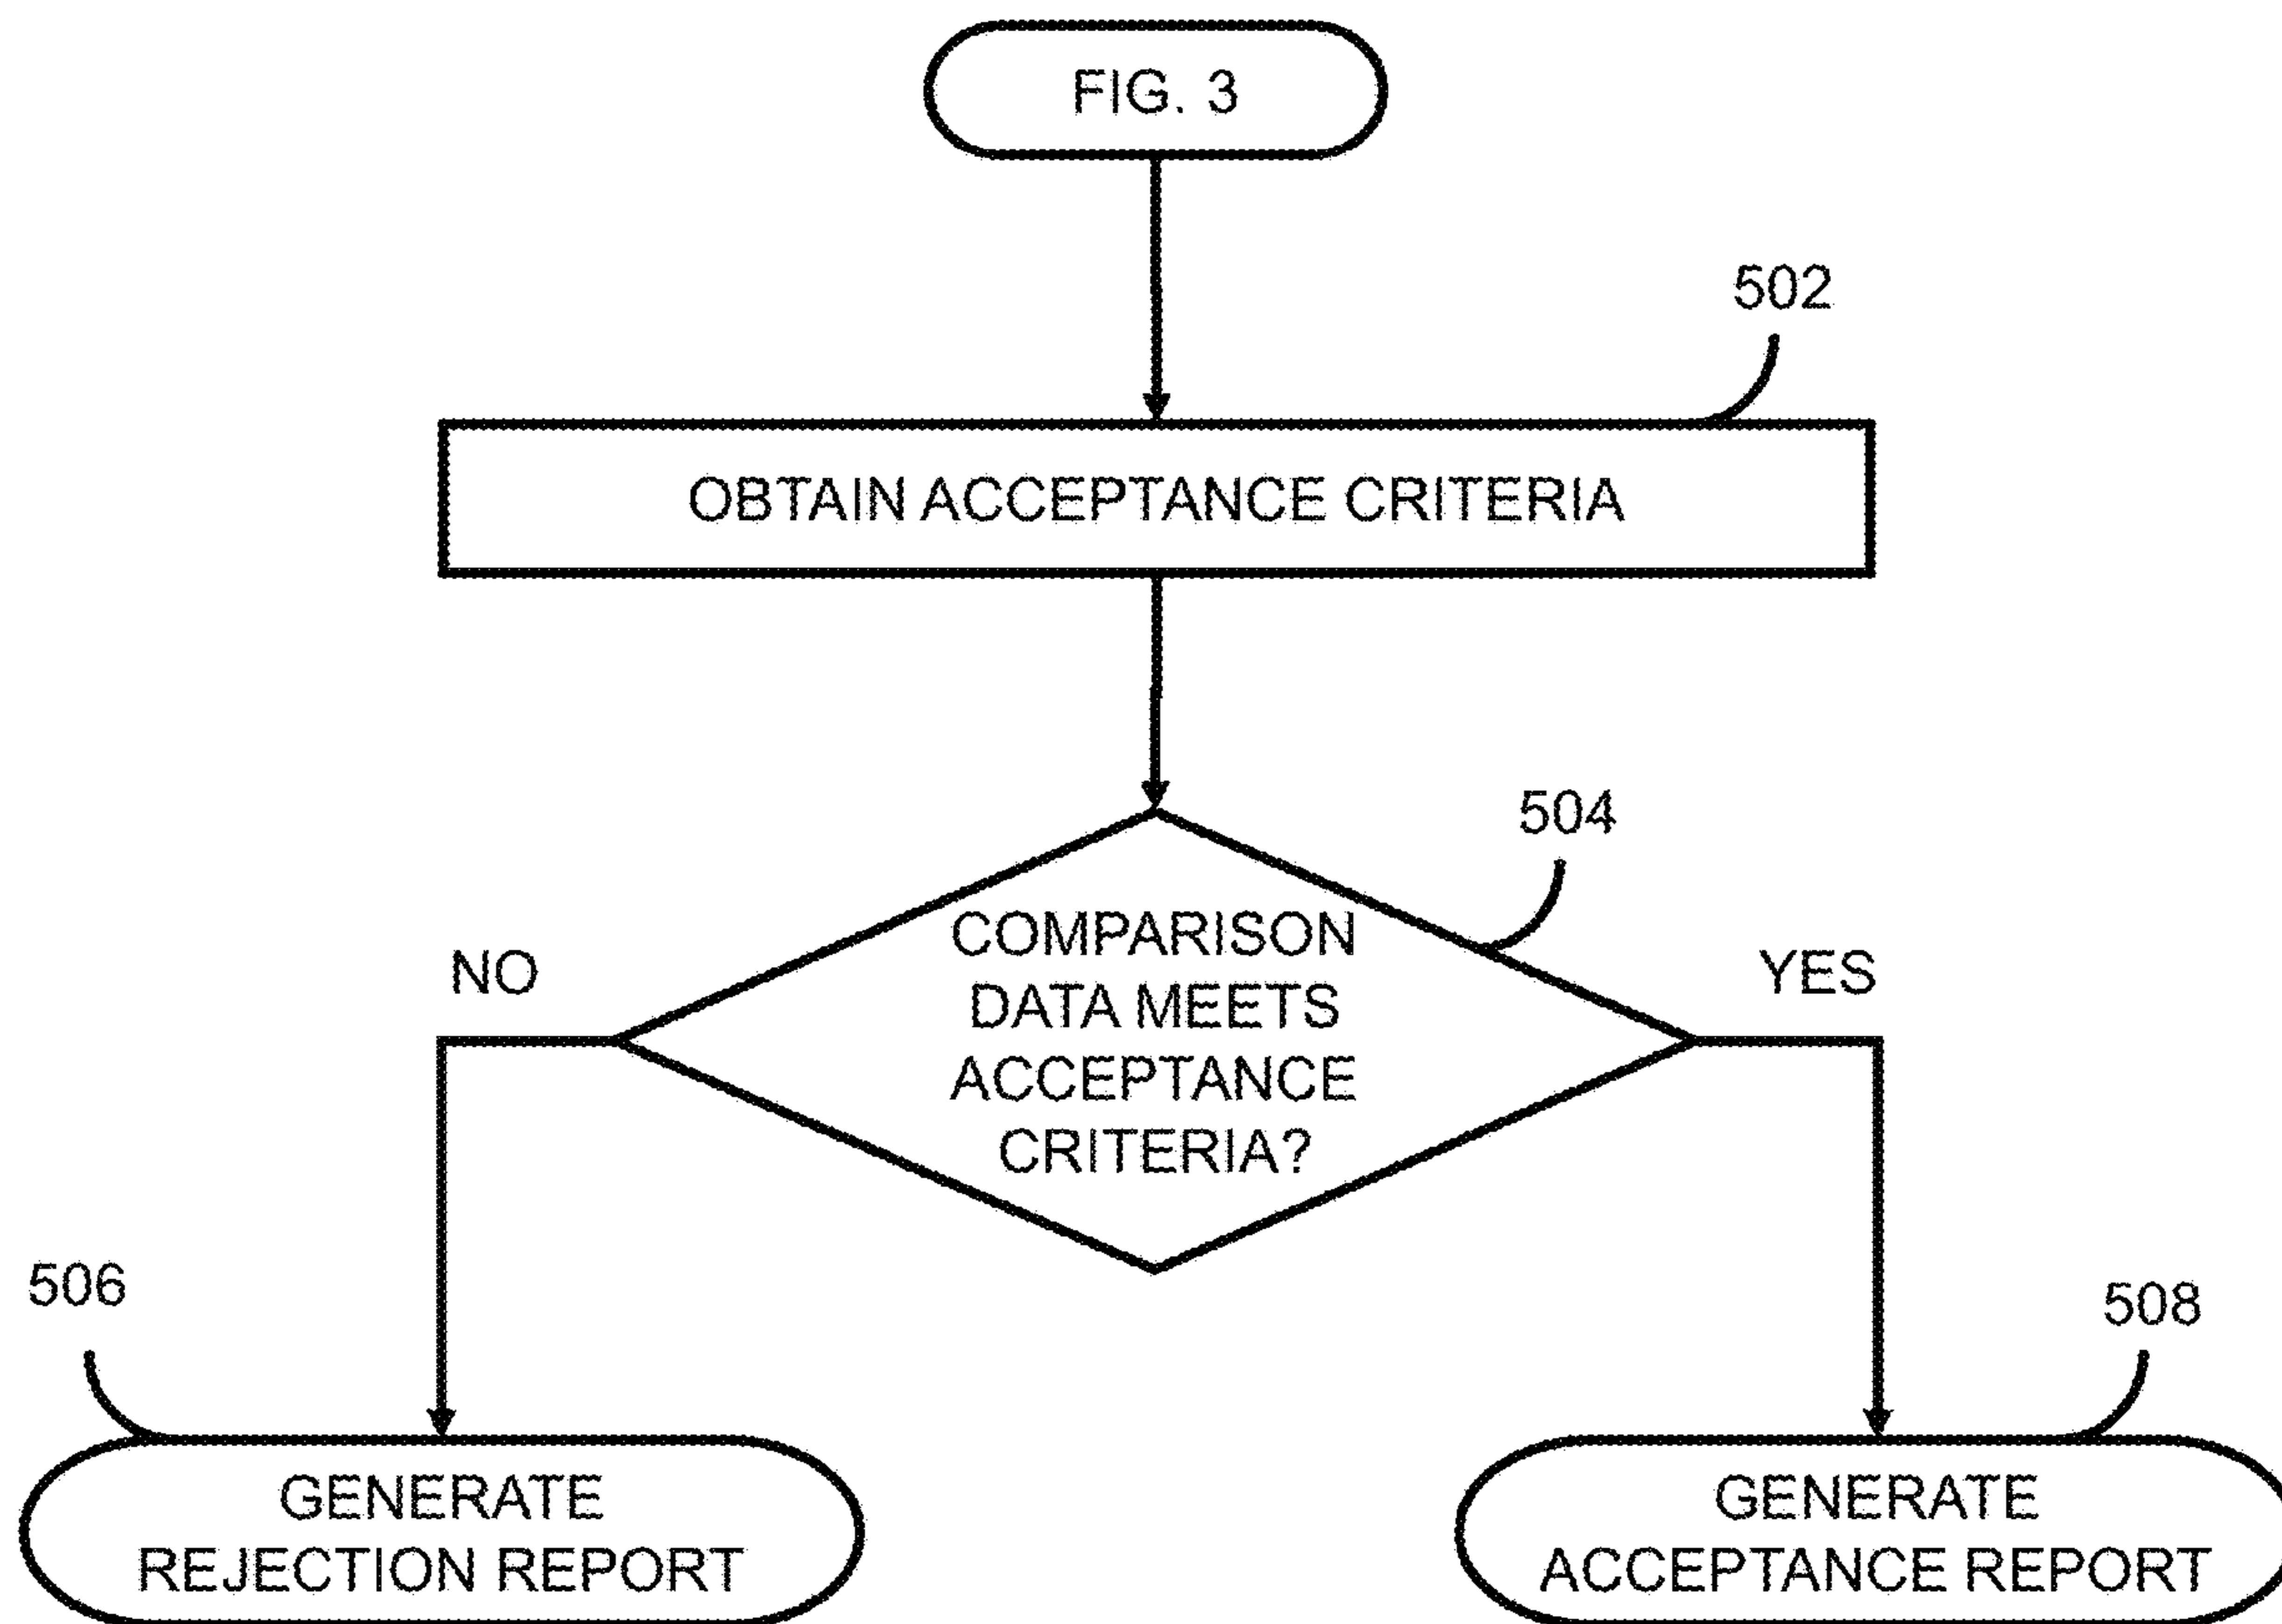 FIG. 3
502
OBTAIN ACCEPTANCE CRITERIA
504
COMPARISON
DATA MEETS
ACCEPTANCE
CRITERIA?
NO
YES
506
508
GENERATE
REJECTION REPORT
GENERATE
ACCEPTANCE REPORT